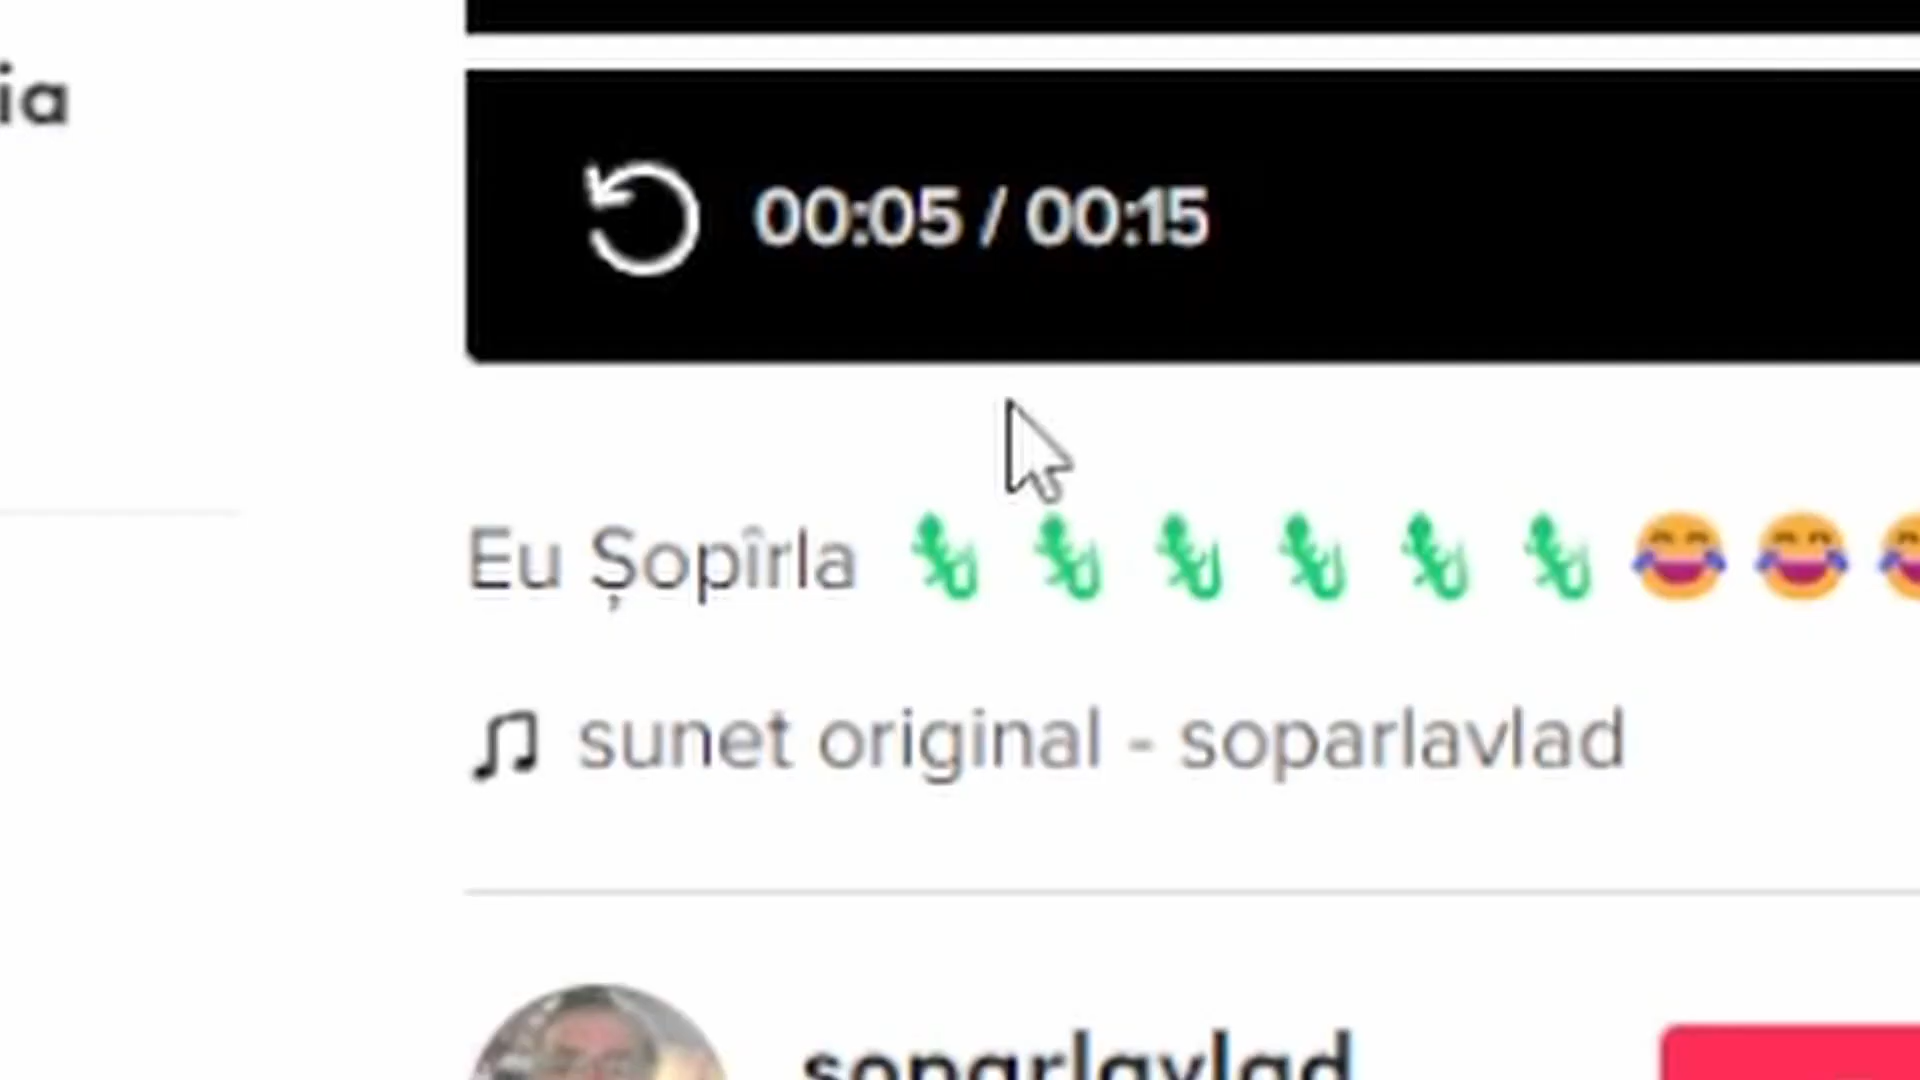 ia
00:05 / 00:15
Eu Șopîrla 🦎 🦎 🦎 🦎 🦎 🦎 😂 😂 😂
sunet original - soparlavlad
soparlavlad